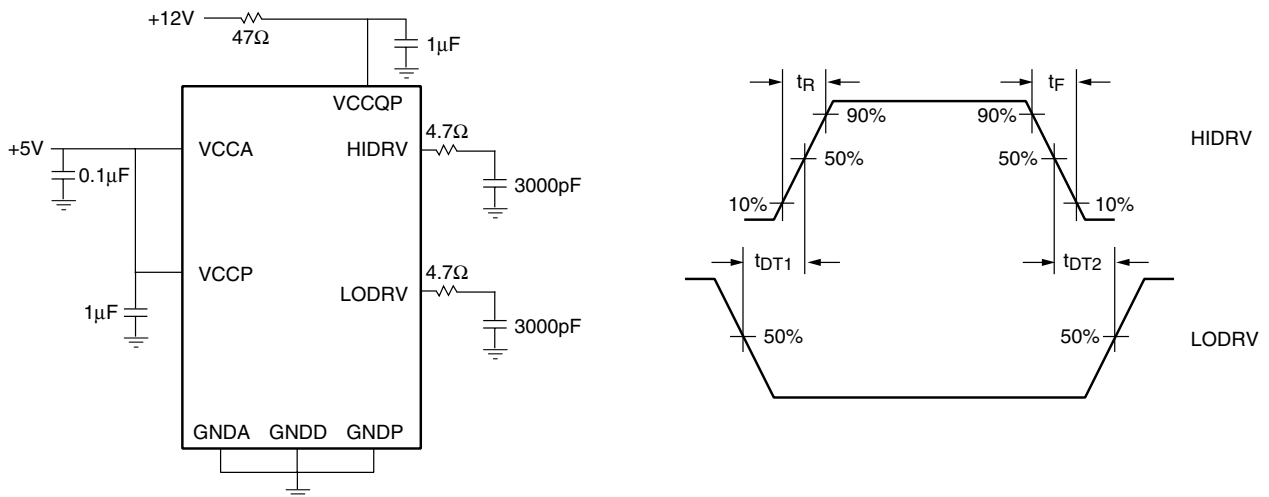 +12V
47Ω
1μF
VCCQP
+5V
VCCA
HIDRV
4.7Ω
0.1μF
3000pF
VCCP
4.7Ω
LODRV
1μF
3000pF
GNDA GNDD GNDP
tR
tF
90%
90%
HIDRV
50%
50%
10%
10%
tDT1
tDT2
50%
50%
LODRV